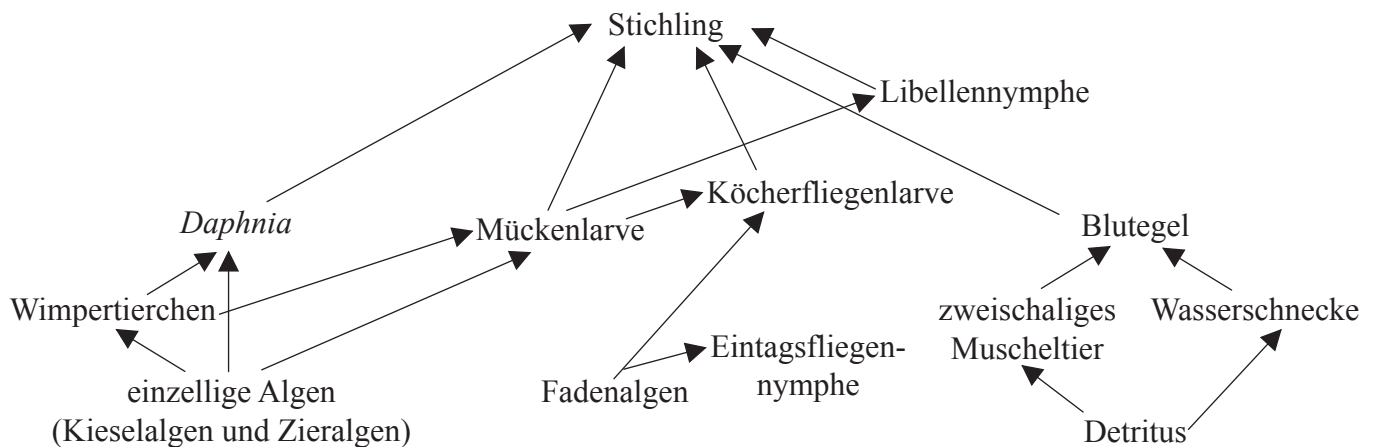 Stichling
Libellennymphe
Köcherfliegenlarve
Daphnia
Mückenlarve
Blutegel
Wimpertierchen
zweischaliges
Muscheltier
Wasserschnecke
Eintagsfliegen-
nymphe
einzellige Algen
(Kieselalgen und Zieralgen)
Fadenalgen
Detritus